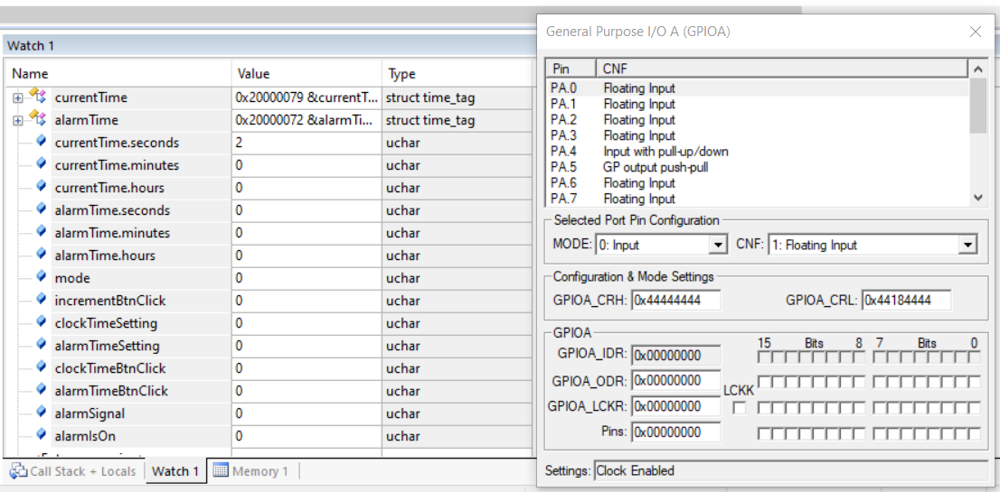 Watch 1
Name Value Type
currentTime 0x20000079 &currentT... struct time_tag
alarmTime 0x20000072 &alarmTi... struct time_tag
currentTime.seconds 2 uchar
currentTime.minutes 0 uchar
currentTime.hours 0 uchar
alarmTime.seconds 0 uchar
alarmTime.minutes 0 uchar
alarmTime.hours 0 uchar
mode 0 uchar
incrementBtnClick 0 uchar
clockTimeSetting 0 uchar
alarmTimeSetting 0 uchar
clockTimeBtnClick 0 uchar
alarmTimeBtnClick 0 uchar
alarmSignal 0 uchar
alarmIsOn 0 uchar
Call Stack + Locals Watch 1 Memory 1
General Purpose I/O A (GPIOA)
Pin CNF
PA.0 Floating Input
PA.1 Floating Input
PA.2 Floating Input
PA.3 Floating Input
PA.4 Input with pull-up/down
PA.5 GP output push-pull
PA.6 Floating Input
PA.7 Floating Input
Selected Port Pin Configuration
MODE: 0: Input CNF: 1: Floating Input
Configuration & Mode Settings
GPIOA_CRH: 0x44444444 GPIOA_CRL: 0x44184444
GPIOA
15 Bits 8 7 Bits 0
GPIOA_IDR: 0x00000000
GPIOA_ODR: 0x00000000
LCKK
GPIOA_LCKR: 0x00000000
Pins: 0x00000000
Settings: Clock Enabled